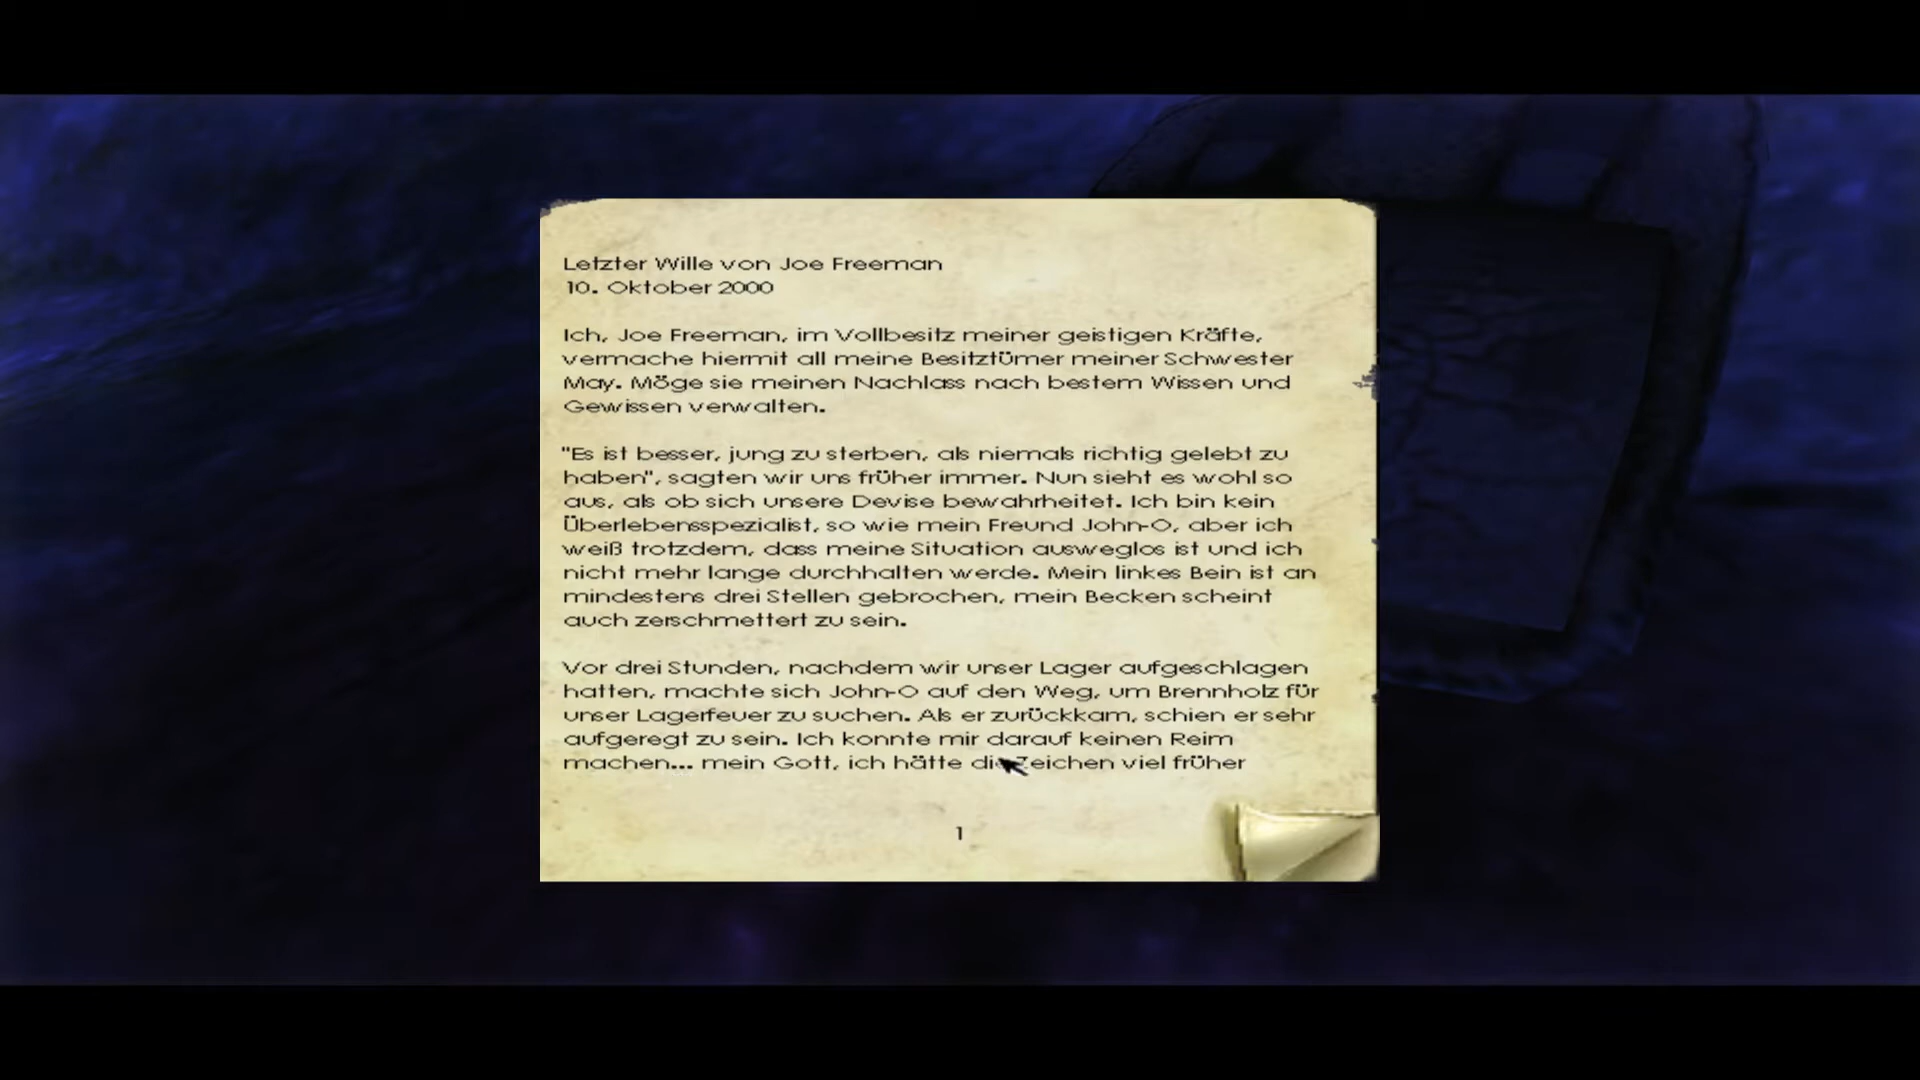 Letzter Wille von Joe Freeman
10. Oktober 2000
Ich, Joe Freeman, im Vollbesitz meiner geistigen Kräfte,
vermache hiermit all meine Besitztümer meiner Schwester
May. Möge sie meinen Nachlass nach bestem Wissen und
Gewissen verwalten.
"Es ist besser, jung zu sterben, als niemals richtig gelebt zu
haben", sagten wir uns früher immer. Nun sieht es wohl so
aus, als ob sich unsere Devise bewahrheitet. Ich bin kein
Überlebensspezialist, so wie mein Freund John-O, aber ich
weiß trotzdem, dass meine Situation ausweglos ist und ich
nicht mehr lange durchhalten werde. Mein linkes Bein ist an
mindestens drei Stellen gebrochen, mein Becken scheint
auch zerschmettert zu sein.
Vor drei Stunden, nachdem wir unser Lager aufgeschlagen
hatten, machte sich John-O auf den Weg, um Brennholz für
unser Lagerfeuer zu suchen. Als er zurückkam, schien er sehr
aufgeregt zu sein. Ich konnte mir darauf keinen Reim
machen... mein Gott, ich hätte die Zeichen viel früher
1